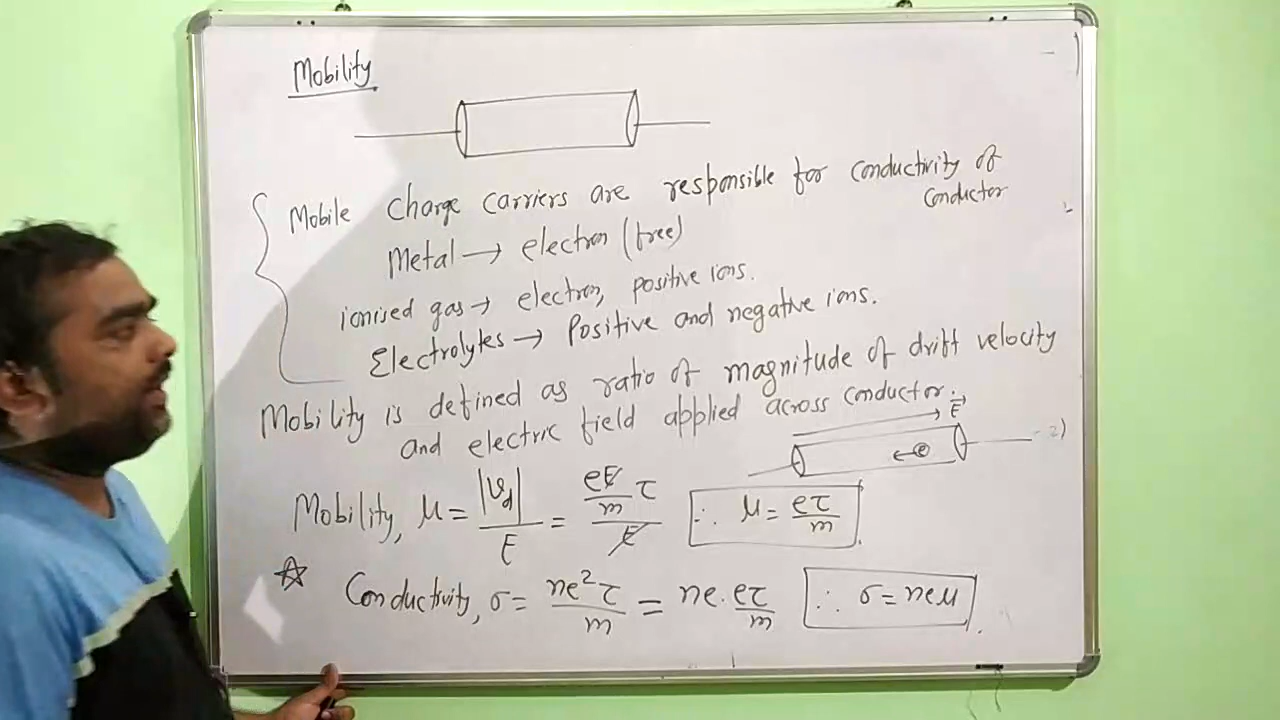 Mobility
Mobile charge carriers are responsible for conductivity of
conductor
Metal → electron (free)
ionised gas → electron, positive ions.
Electrolytes → Positive and negative ions.
Mobility is defined as ratio of magnitude of drift velocity
and electric field applied across conductor.
E
e
Mobility, μ = |vd| / E = (eE/m τ) / E ∴ μ = eτ/m
☆ Conductivity, σ = ne²τ/m = ne. eτ/m ∴ σ = neμ